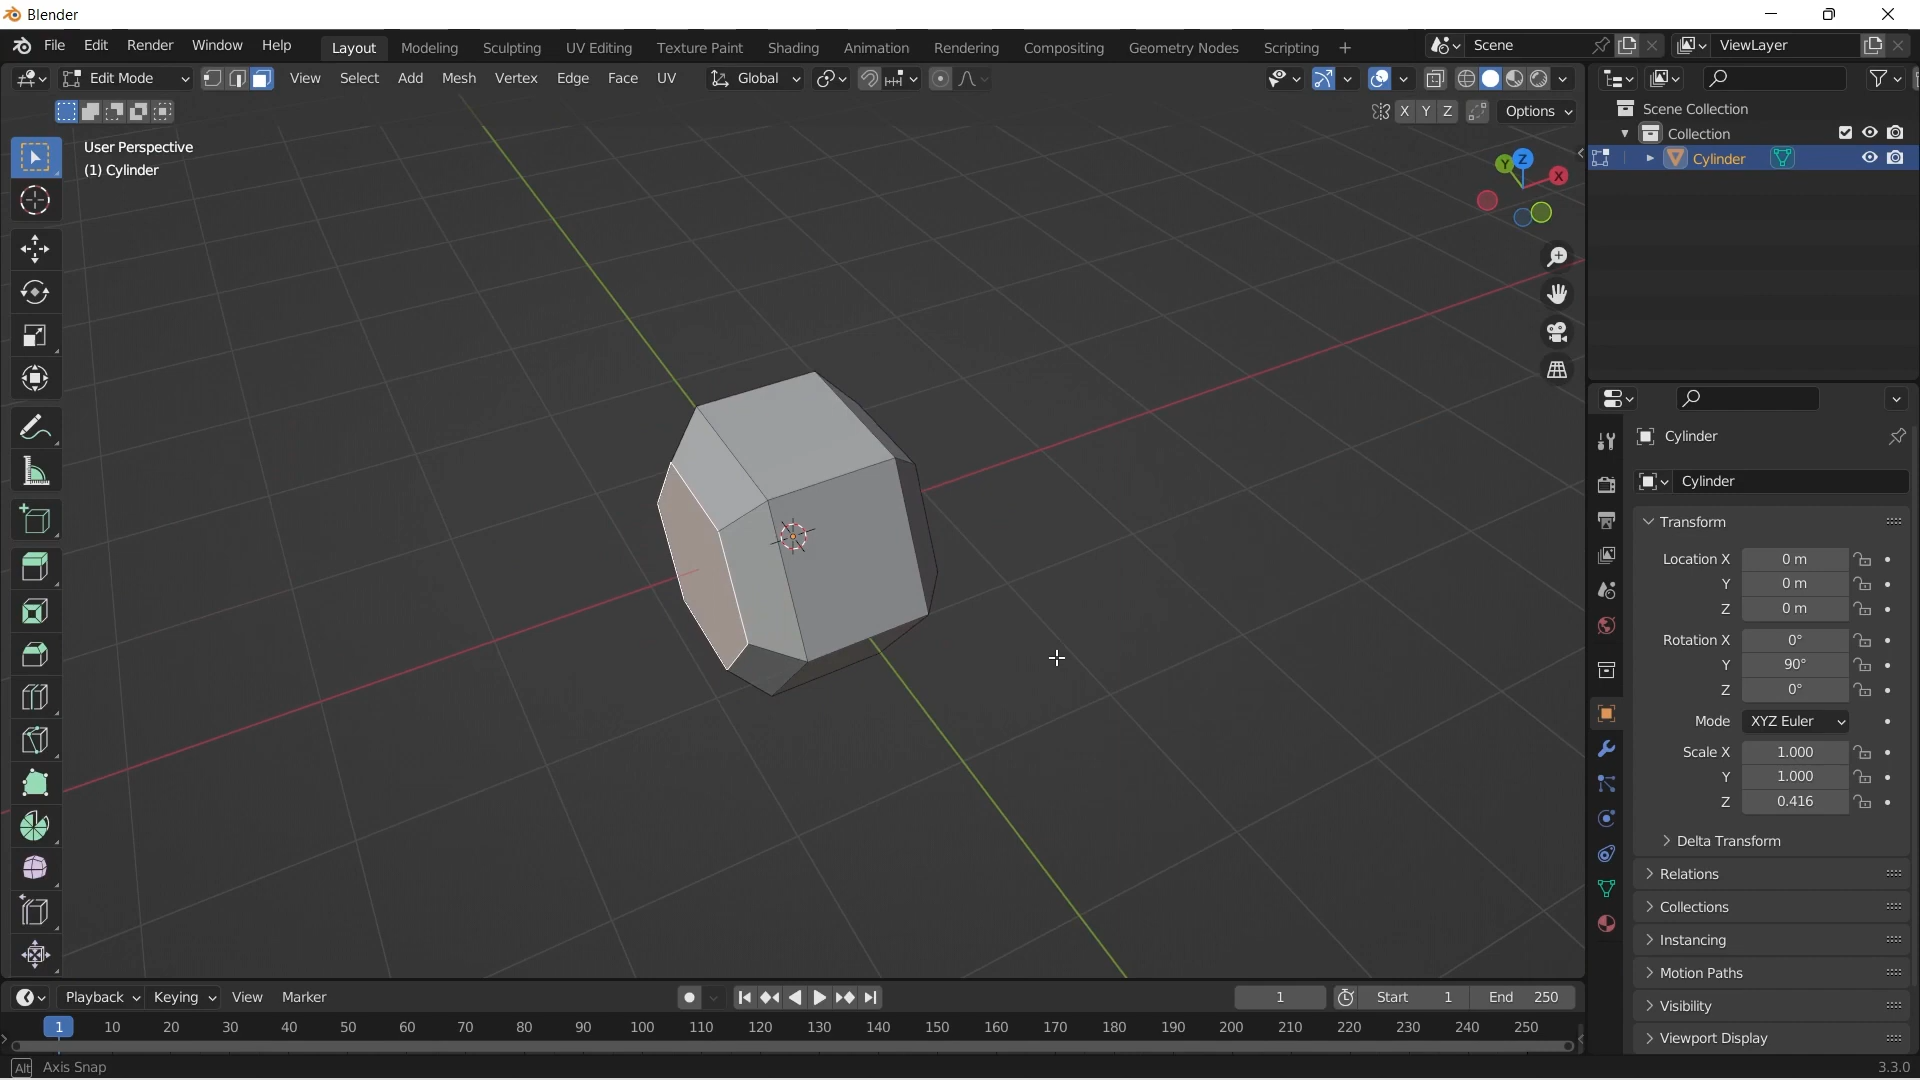 Blender
File Edit Render Window Help Layout Modeling Sculpting UV Editing Texture Paint Shading Animation Rendering Compositing Geometry Nodes Scripting + Scene ViewLayer
Edit Mode View Select Add Mesh Vertex Edge Face UV Global
X Y Z Options
Scene Collection
Collection
Cylinder
User Perspective
(1) Cylinder
Z
Y
X
Cylinder
Cylinder
Transform
Location X 0 m
Y 0 m
Z 0 m
Rotation X 0°
Y 90°
Z 0°
Mode XYZ Euler
Scale X 1.000
Y 1.000
Z 0.416
Delta Transform
Relations
Collections
Instancing
Motion Paths
Visibility
Viewport Display
Playback Keying View Marker 1 Start 1 End 250
1 10 20 30 40 50 60 70 80 90 100 110 120 130 140 150 160 170 180 190 200 210 220 230 240 250
Alt Axis Snap 3.3.0